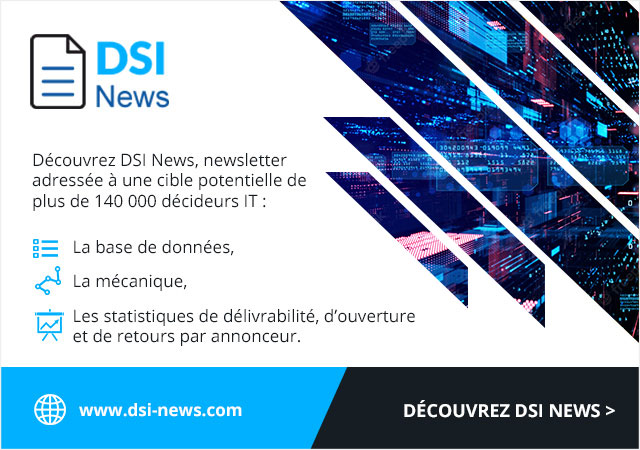 DSI
News
Découvrez DSI News, newsletter
adressée à une cible potentielle de
plus de 140 000 décideurs IT :
La base de données,
La mécanique,
Les statistiques de délivrabilité, d’ouverture
et de retours par annonceur.
www.dsi-news.com
DÉCOUVREZ DSI NEWS >